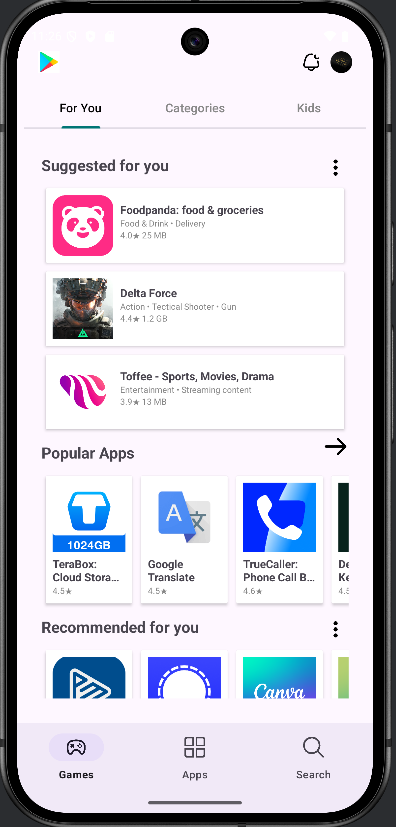 For You
Categories
Kids
Suggested for you
Foodpanda: food & groceries
Food & Drink • Delivery
4.0★ 25 MB
Delta Force
Action • Tectical Shooter • Gun
4.4★ 1.2 GB
Toffee - Sports, Movies, Drama
Entertainment • Streaming content
3.9★ 13 MB
Popular Apps
1024GB
TeraBox:
Cloud Stora...
4.5★
A
文
Google
Translate
4.5★
TrueCaller:
Phone Call B...
4.6★
De
Ke
4.5
Recommended for you
Canva
Games
Apps
Search